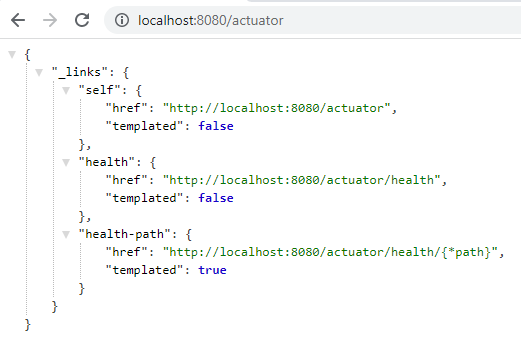 localhost:8080/actuator
{
"_links": {
"self": {
"href": "http://localhost:8080/actuator",
"templated": false
},
"health": {
"href": "http://localhost:8080/actuator/health",
"templated": false
},
"health-path": {
"href": "http://localhost:8080/actuator/health/{*path}",
"templated": true
}
}
}